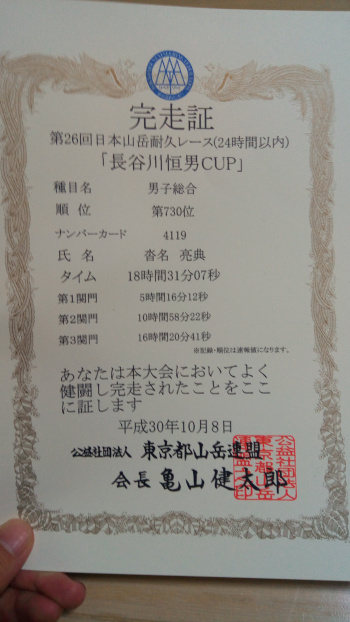 完走証
第26回日本山岳耐久レース(24時間以内)
「長谷川恒男CUP」
種目名 男子総合
順位 第730位
ナンバーカード 4119
氏名 沓名 亮典
タイム 18時間31分07秒
第1関門 5時間16分12秒
第2関門 10時間58分22秒
第3関門 16時間20分41秒
※記録・順位は速報値になります。
あなたは本大会においてよく
健闘し完走されたことをここ
に証します
平成30年10月8日
公益社団法人 東京都山岳連盟
会長 亀山健太郎